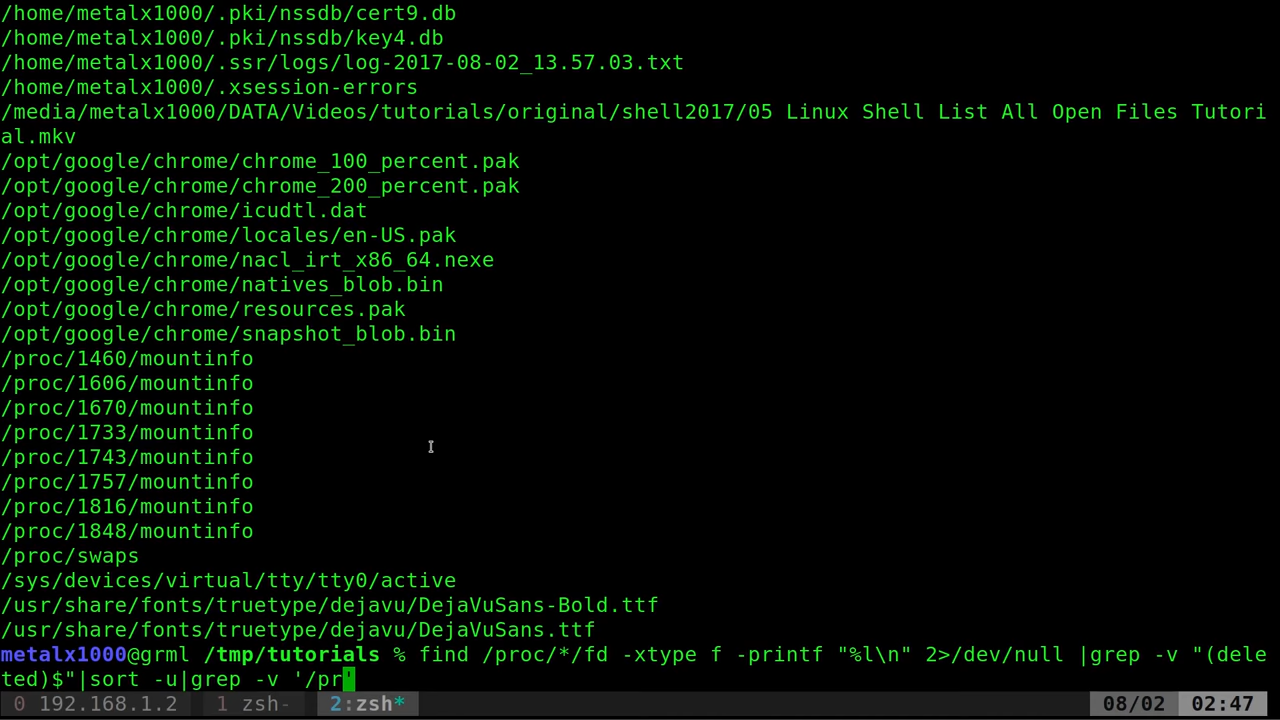 /home/metalx1000/.pki/nssdb/cert9.db
/home/metalx1000/.pki/nssdb/key4.db
/home/metalx1000/.ssr/logs/log-2017-08-02_13.57.03.txt
/home/metalx1000/.xsession-errors
/media/metalx1000/DATA/Videos/tutorials/original/shell2017/05 Linux Shell List All Open Files Tutori
al.mkv
/opt/google/chrome/chrome_100_percent.pak
/opt/google/chrome/chrome_200_percent.pak
/opt/google/chrome/icudtl.dat
/opt/google/chrome/locales/en-US.pak
/opt/google/chrome/nacl_irt_x86_64.nexe
/opt/google/chrome/natives_blob.bin
/opt/google/chrome/resources.pak
/opt/google/chrome/snapshot_blob.bin
/proc/1460/mountinfo
/proc/1606/mountinfo
/proc/1670/mountinfo
/proc/1733/mountinfo
/proc/1743/mountinfo
/proc/1757/mountinfo
/proc/1816/mountinfo
/proc/1848/mountinfo
/proc/swaps
/sys/devices/virtual/tty/tty0/active
/usr/share/fonts/truetype/dejavu/DejaVuSans-Bold.ttf
/usr/share/fonts/truetype/dejavu/DejaVuSans.ttf
metalx1000@grml /tmp/tutorials % find /proc/*/fd -xtype f -printf "%l\n" 2>/dev/null |grep -v "(dele
ted)$"|sort -u|grep -v '/pr'
0 192.168.1.2 1 zsh- 2:zsh* 08/02 02:47